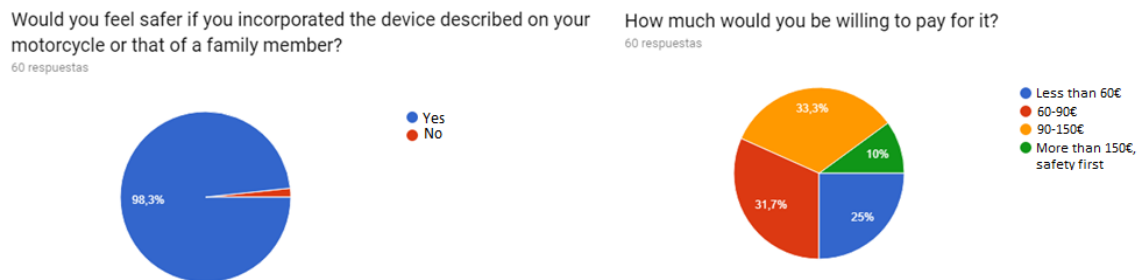 Would you feel safer if you incorporated the device described on your
motorcycle or that of a family member?
60 respuestas
Yes
No
98,3%
How much would you be willing to pay for it?
60 respuestas
Less than 60€
60-90€
90-150€
More than 150€,
safety first
33,3%
10%
31,7%
25%